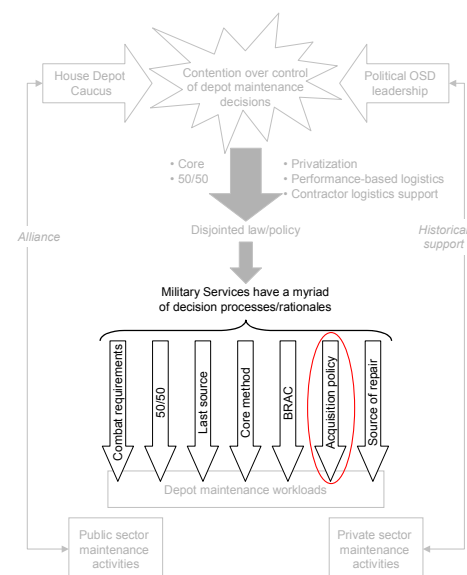 House Depot
Caucus
Contention over control
of depot maintenance
decisions
Political OSD
leadership
• Core
• 50/50
• Privatization
• Performance-based logistics
• Contractor logistics support
Alliance
Disjointed law/policy
Historical
support
Military Services have a myriad
of decision processes/rationales
Combat requirements
50/50
Last source
Core method
BRAC
Acquisition policy
Source of repair
Depot maintenance workloads
Public sector
maintenance
activities
Private sector
maintenance
activities